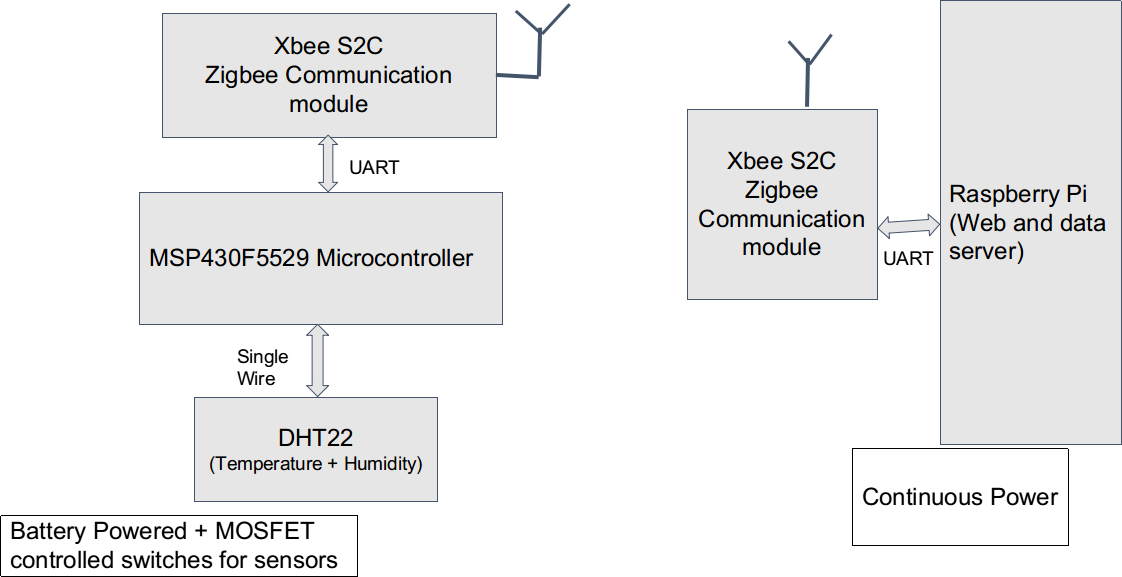 Xbee S2C
Zigbee Communication
module
UART
MSP430F5529 Microcontroller
Single
Wire
DHT22
(Temperature + Humidity)
Battery Powered + MOSFET
controlled switches for sensors
Xbee S2C
Zigbee
Communication
module
UART
Raspberry Pi
(Web and data
server)
Continuous Power